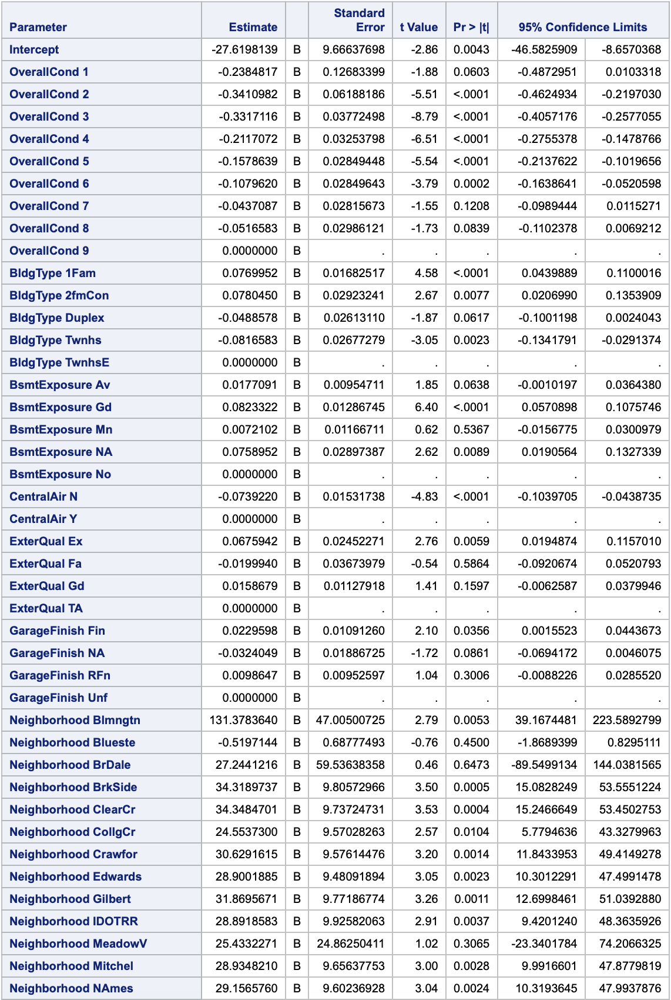 Parameter Estimate Standard Error t Value Pr > |t| 95% Confidence Limits
Intercept -27.6198139 B 9.66637698 -2.86 0.0043 -46.5825909 -8.6570368
OverallCond 1 -0.2384817 B 0.12683399 -1.88 0.0603 -0.4872951 0.0103318
OverallCond 2 -0.3410982 B 0.06188186 -5.51 <.0001 -0.4624934 -0.2197030
OverallCond 3 -0.3317116 B 0.03772498 -8.79 <.0001 -0.4057176 -0.2577055
OverallCond 4 -0.2117072 B 0.03253798 -6.51 <.0001 -0.2755378 -0.1478766
OverallCond 5 -0.1578639 B 0.02849448 -5.54 <.0001 -0.2137622 -0.1019656
OverallCond 6 -0.1079620 B 0.02849643 -3.79 0.0002 -0.1638641 -0.0520598
OverallCond 7 -0.0437087 B 0.02815673 -1.55 0.1208 -0.0989444 0.0115271
OverallCond 8 -0.0516583 B 0.02986121 -1.73 0.0839 -0.1102378 0.0069212
OverallCond 9 0.0000000 B . . . . .
BldgType 1Fam 0.0769952 B 0.01682517 4.58 <.0001 0.0439889 0.1100016
BldgType 2fmCon 0.0780450 B 0.02923241 2.67 0.0077 0.0206990 0.1353909
BldgType Duplex -0.0488578 B 0.02613110 -1.87 0.0617 -0.1001198 0.0024043
BldgType Twnhs -0.0816583 B 0.02677279 -3.05 0.0023 -0.1341791 -0.0291374
BldgType TwnhsE 0.0000000 B . . . . .
BsmtExposure Av 0.0177091 B 0.00954711 1.85 0.0638 -0.0010197 0.0364380
BsmtExposure Gd 0.0823322 B 0.01286745 6.40 <.0001 0.0570898 0.1075746
BsmtExposure Mn 0.0072102 B 0.01166711 0.62 0.5367 -0.0156775 0.0300979
BsmtExposure NA 0.0758952 B 0.02897387 2.62 0.0089 0.0190564 0.1327339
BsmtExposure No 0.0000000 B . . . . .
CentralAir N -0.0739220 B 0.01531738 -4.83 <.0001 -0.1039705 -0.0438735
CentralAir Y 0.0000000 B . . . . .
ExterQual Ex 0.0675942 B 0.02452271 2.76 0.0059 0.0194874 0.1157010
ExterQual Fa -0.0199940 B 0.03673979 -0.54 0.5864 -0.0920674 0.0520793
ExterQual Gd 0.0158679 B 0.01127918 1.41 0.1597 -0.0062587 0.0379946
ExterQual TA 0.0000000 B . . . . .
GarageFinish Fin 0.0229598 B 0.01091260 2.10 0.0356 0.0015523 0.0443673
GarageFinish NA -0.0324049 B 0.01886725 -1.72 0.0861 -0.0694172 0.0046075
GarageFinish RFn 0.0098647 B 0.00952597 1.04 0.3006 -0.0088226 0.0285520
GarageFinish Unf 0.0000000 B . . . . .
Neighborhood Blmngtn 131.3783640 B 47.00500725 2.79 0.0053 39.1674481 223.5892799
Neighborhood Blueste -0.5197144 B 0.68777493 -0.76 0.4500 -1.8689399 0.8295111
Neighborhood BrDale 27.2441216 B 59.53638358 0.46 0.6473 -89.5499134 144.0381565
Neighborhood BrkSide 34.3189737 B 9.80572966 3.50 0.0005 15.0828249 53.5551224
Neighborhood ClearCr 34.3484701 B 9.73724731 3.53 0.0004 15.2466649 53.4502753
Neighborhood CollgCr 24.5537300 B 9.57028263 2.57 0.0104 5.7794636 43.3279963
Neighborhood Crawfor 30.6291615 B 9.57614476 3.20 0.0014 11.8433953 49.4149278
Neighborhood Edwards 28.9001885 B 9.48091894 3.05 0.0023 10.3012291 47.4991478
Neighborhood Gilbert 31.8695671 B 9.77186774 3.26 0.0011 12.6998461 51.0392880
Neighborhood IDOTRR 28.8918583 B 9.92582063 2.91 0.0037 9.4201240 48.3635926
Neighborhood MeadowV 25.4332271 B 24.86250411 1.02 0.3065 -23.3401784 74.2066325
Neighborhood Mitchel 28.9348210 B 9.65637753 3.00 0.0028 9.9916601 47.8779819
Neighborhood NAmes 29.1565760 B 9.60236928 3.04 0.0024 10.3193645 47.9937876